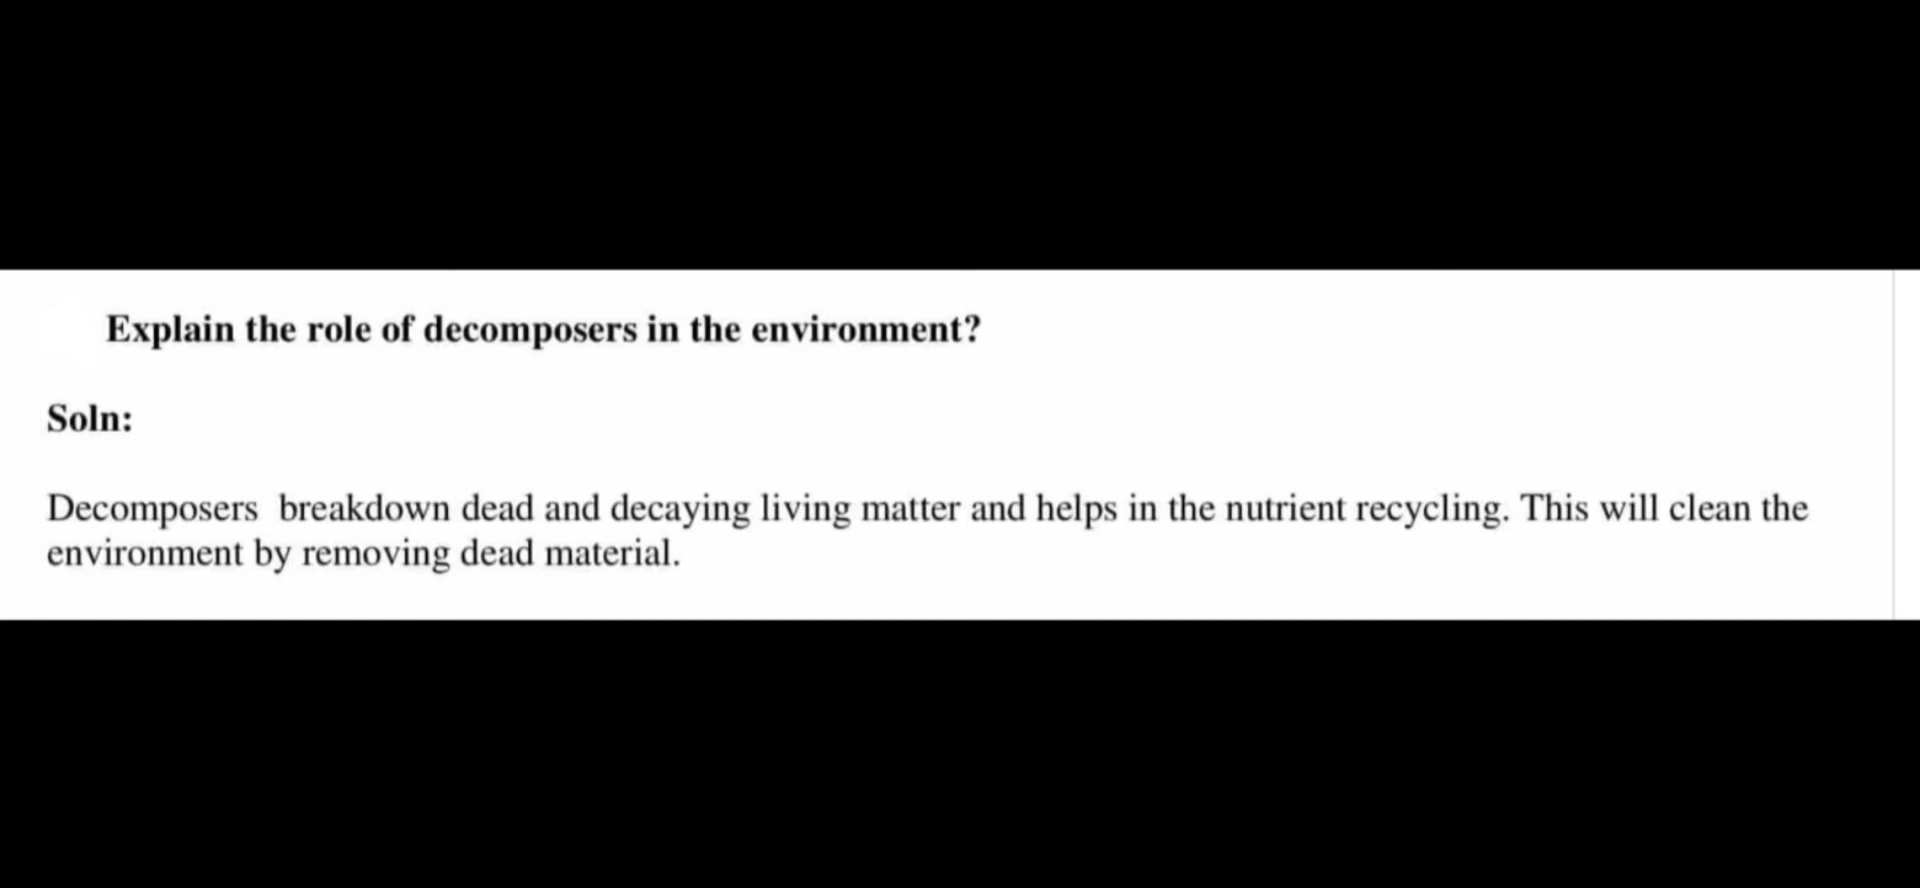 Explain the role of decomposers in the environment?
Soln:
Decomposers  breakdown dead and decaying living matter and helps in the nutrient recycling. This will clean the
environment by removing dead material.